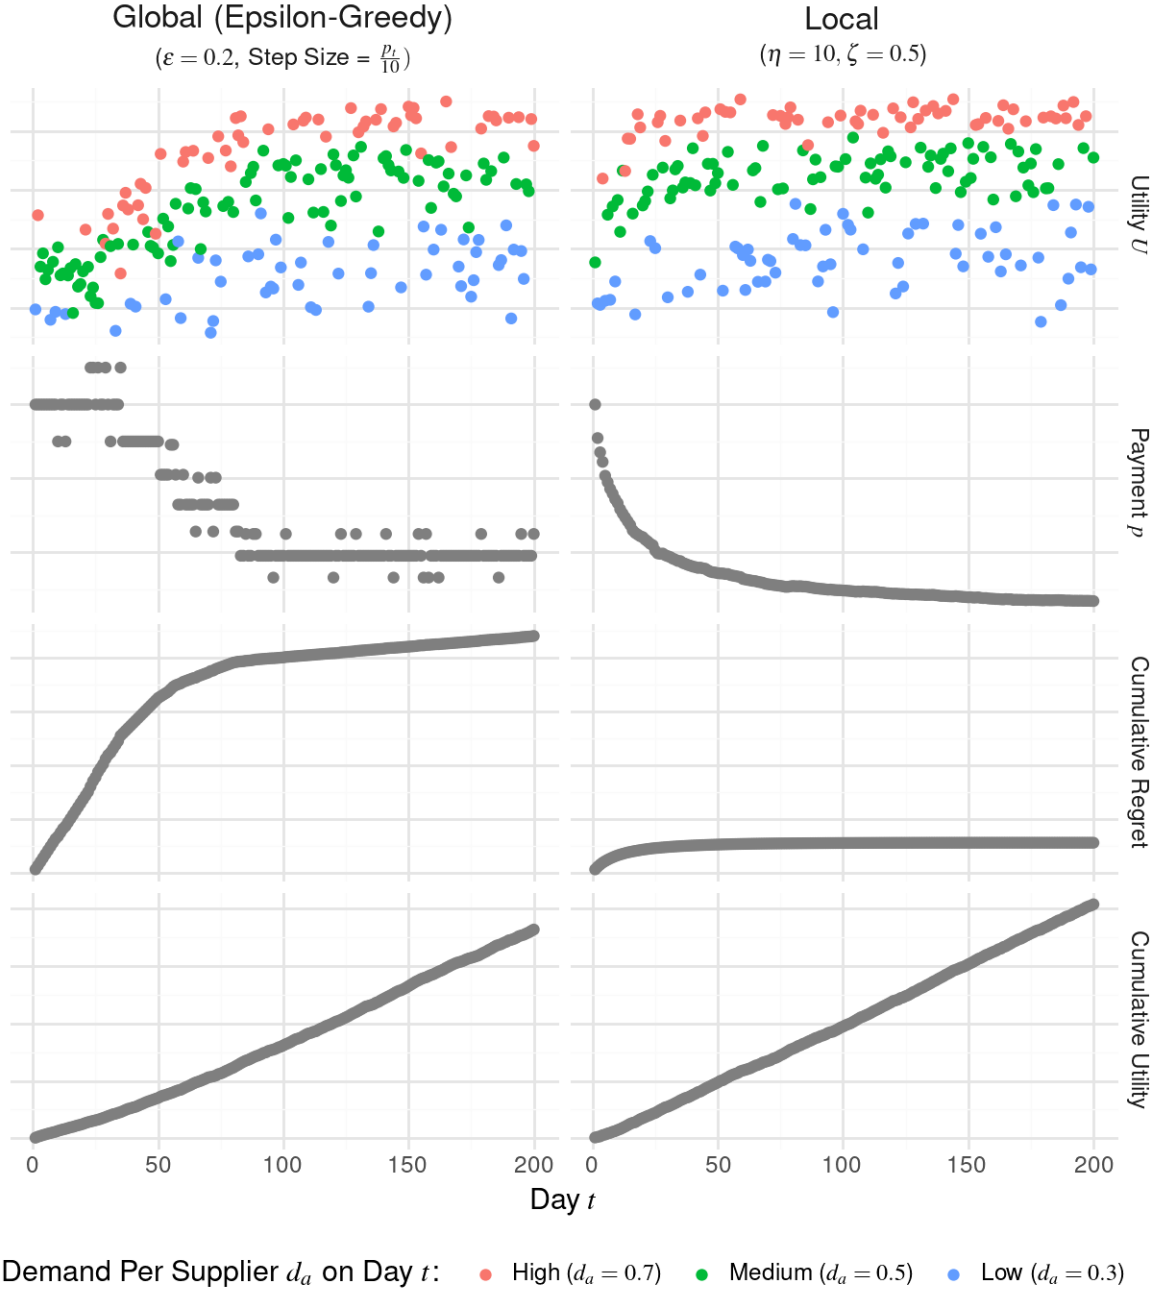 Global (Epsilon-Greedy)
(ε = 0.2, Step Size = p_t/10)
Local
(η = 10, ζ = 0.5)
Utility U
Payment p
Cumulative Regret
Cumulative Utility
0 50 100 150 200 0 50 100 150 200
Day t
Demand Per Supplier d_a on Day t: High (d_a = 0.7) Medium (d_a = 0.5) Low (d_a = 0.3)